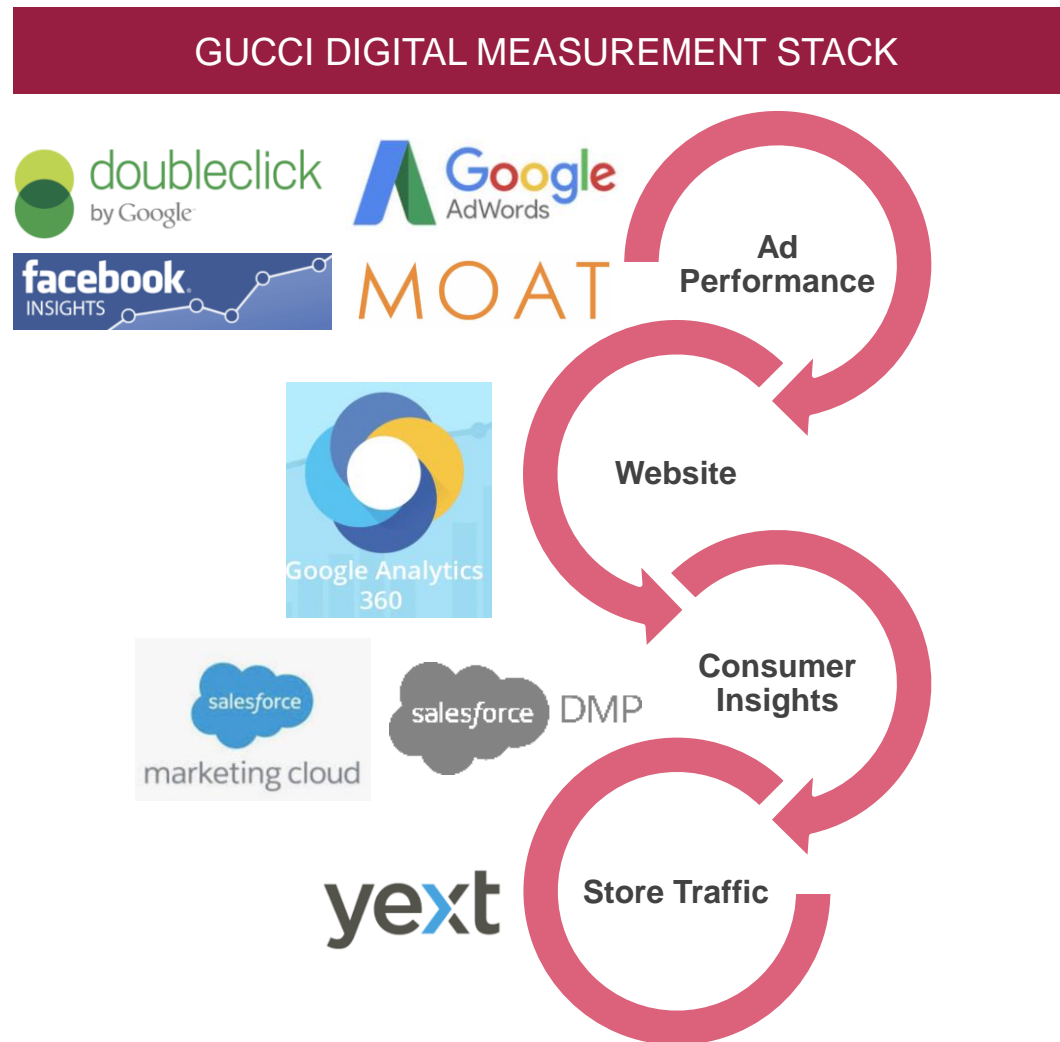 GUCCI DIGITAL MEASUREMENT STACK
doubleclick
by Google
Google
AdWords
facebook
INSIGHTS
MOAT
Ad
Performance
Google Analytics
360
Website
salesforce
marketing cloud
salesforce DMP
Consumer
Insights
yext
Store Traffic